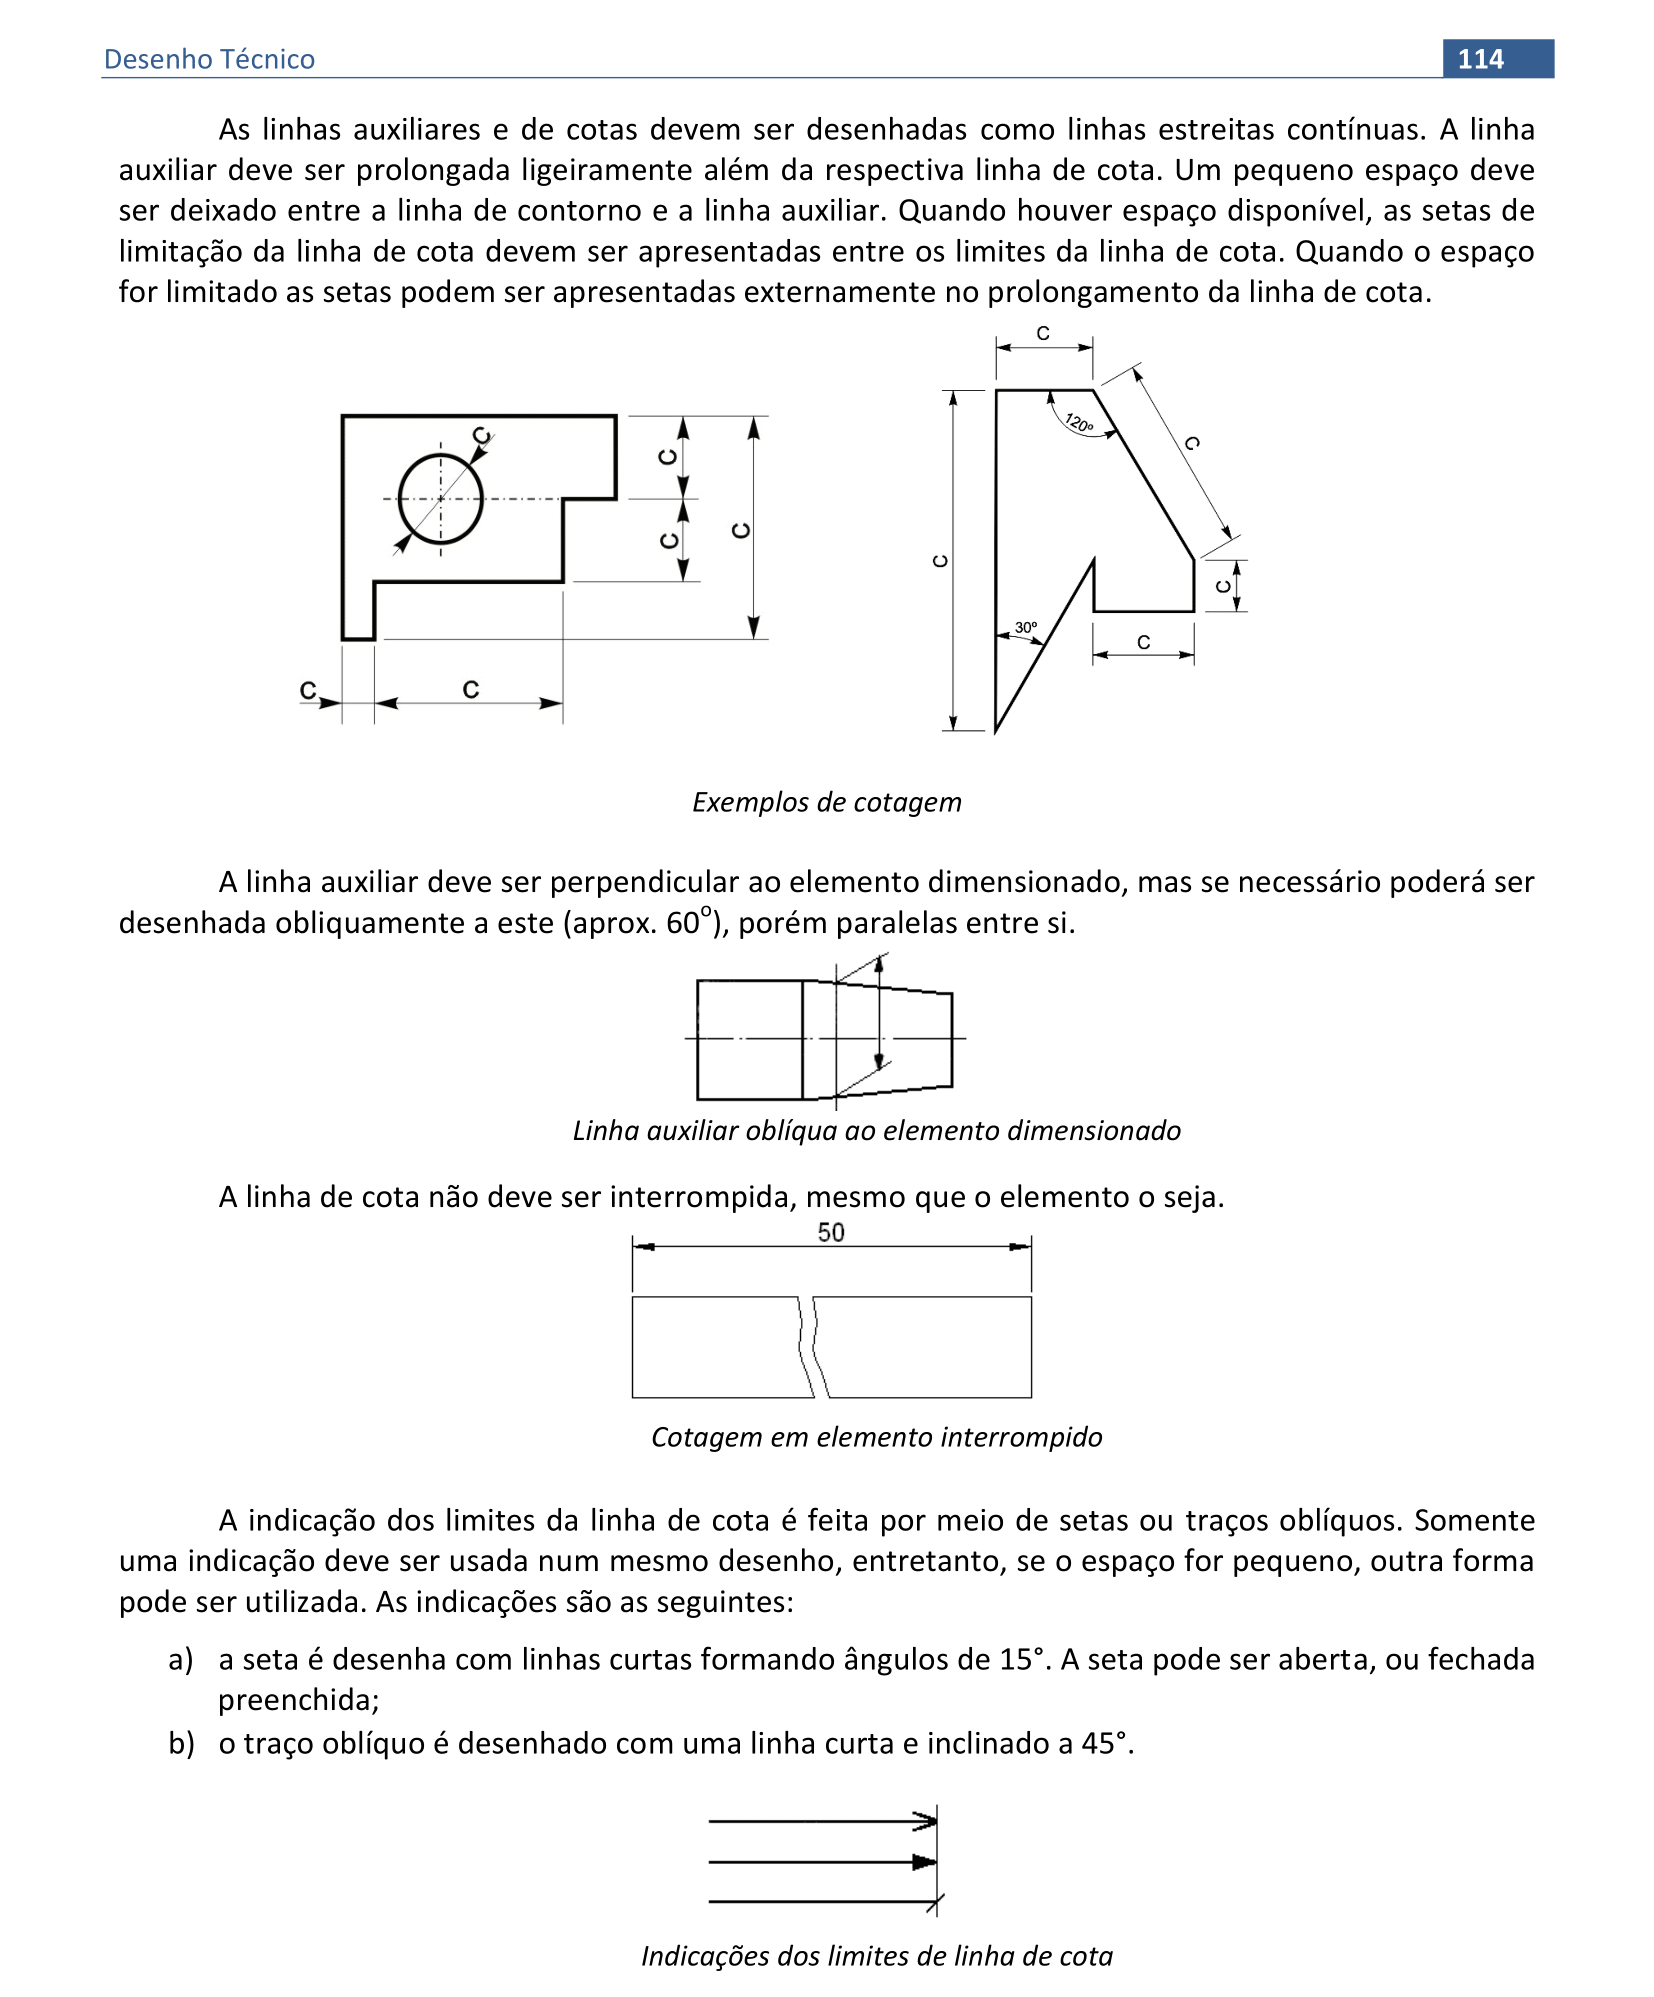 Desenho Técnico 114
As linhas auxiliares e de cotas devem ser desenhadas como linhas estreitas contínuas. A linha
auxiliar deve ser prolongada ligeiramente além da respectiva linha de cota. Um pequeno espaço deve
ser deixado entre a linha de contorno e a linha auxiliar. Quando houver espaço disponível, as setas de
limitação da linha de cota devem ser apresentadas entre os limites da linha de cota. Quando o espaço
for limitado as setas podem ser apresentadas externamente no prolongamento da linha de cota.
C
C
C
C
C
C
C
C
120º
C
C
C
30º
C
Exemplos de cotagem
A linha auxiliar deve ser perpendicular ao elemento dimensionado, mas se necessário poderá ser
desenhada obliquamente a este (aprox. 60º), porém paralelas entre si.
Linha auxiliar oblíqua ao elemento dimensionado
A linha de cota não deve ser interrompida, mesmo que o elemento o seja.
50
Cotagem em elemento interrompido
A indicação dos limites da linha de cota é feita por meio de setas ou traços oblíquos. Somente
uma indicação deve ser usada num mesmo desenho, entretanto, se o espaço for pequeno, outra forma
pode ser utilizada. As indicações são as seguintes:
a) a seta é desenha com linhas curtas formando ângulos de 15°. A seta pode ser aberta, ou fechada
preenchida;
b) o traço oblíquo é desenhado com uma linha curta e inclinado a 45°.
Indicações dos limites de linha de cota